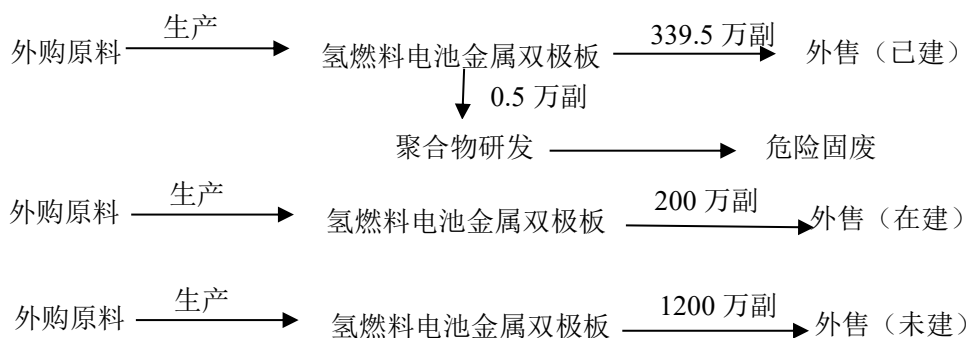 生产
339.5 万副
外购原料 氢燃料电池金属双极板 外售（已建）
0.5 万副
聚合物研发 危险固废
生产 200 万副
外购原料 氢燃料电池金属双极板 外售（在建）
生产 1200 万副
外购原料 氢燃料电池金属双极板 外售（未建）